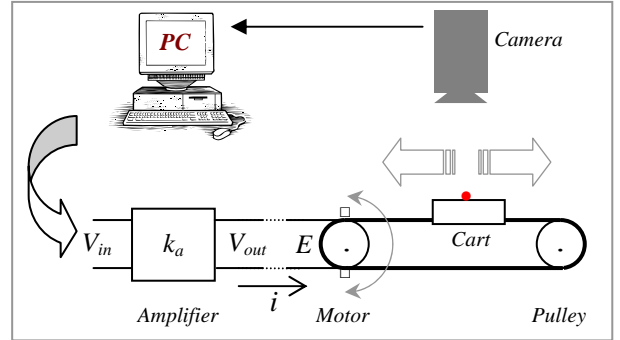 PC
Camera
V_in
k_a
V_out
E
Cart
i
Amplifier
Motor
Pulley